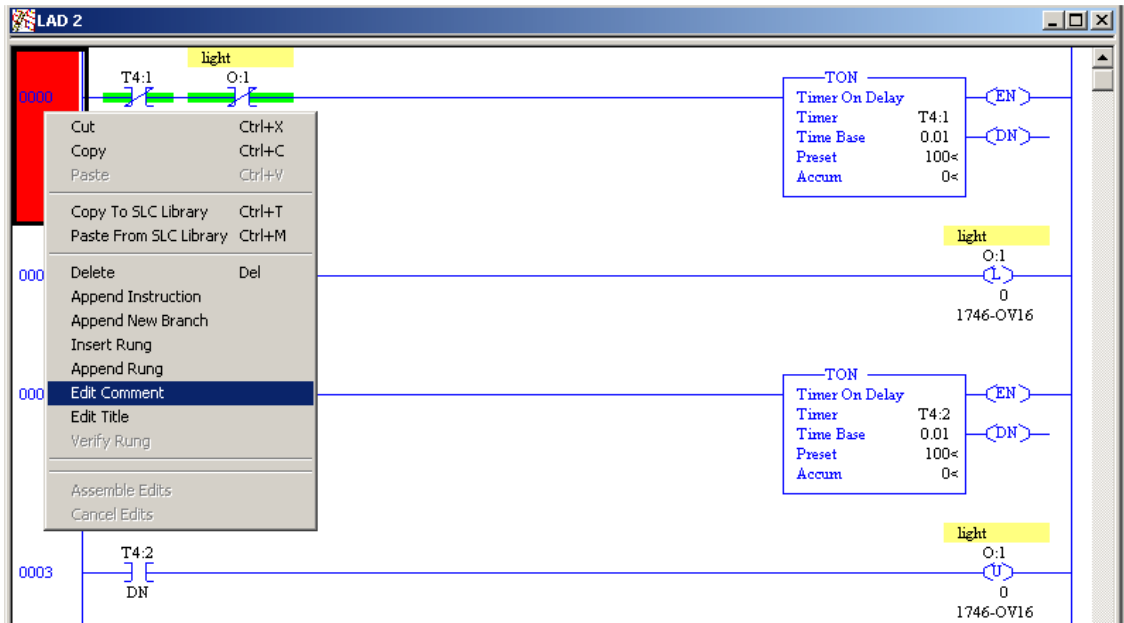 LAD 2
light
T4:1 O:1
0000
TON
Timer On Delay
Timer T4:1
Time Base 0.01
Preset 100<
Accum 0<
EN
DN
Cut Ctrl+X
Copy Ctrl+C
Paste Ctrl+V
Copy To SLC Library Ctrl+T
Paste From SLC Library Ctrl+M
Delete Del
Append Instruction
Append New Branch
Insert Rung
Append Rung
Edit Comment
Edit Title
Verify Rung
Assemble Edits
Cancel Edits
000
light
O:1
L
0
1746-OV16
000
TON
Timer On Delay
Timer T4:2
Time Base 0.01
Preset 100<
Accum 0<
EN
DN
0003
T4:2
DN
light
O:1
U
0
1746-OV16